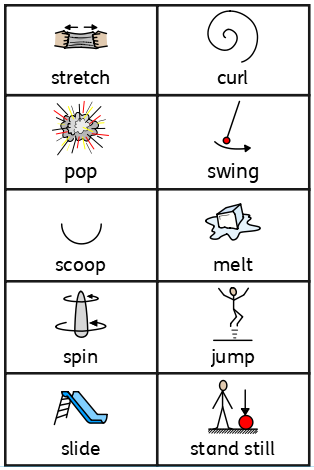 stretch
curl
pop
swing
scoop
melt
spin
jump
slide
stand still